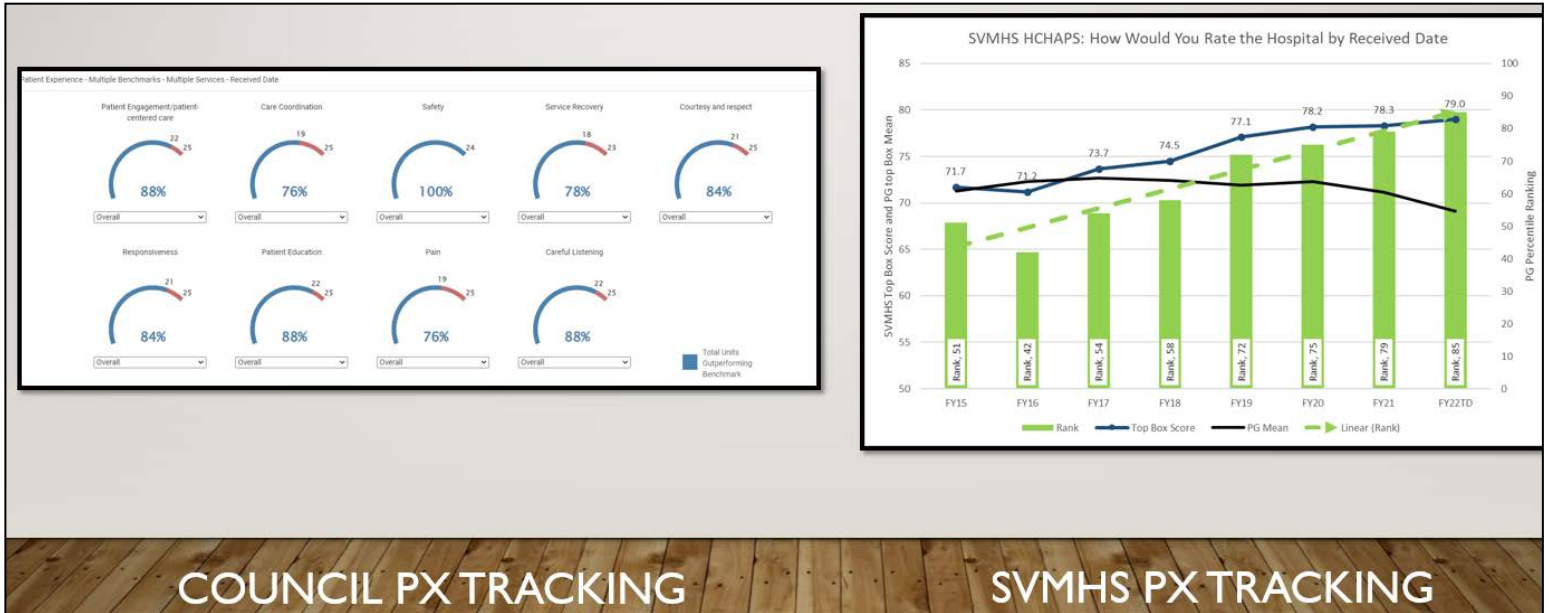 Patient Experience - Multiple Benchmarks - Multiple Services - Received Date
Patient Engagement/patient-
centered care
22
25
88%
Overall
Care Coordination
19
25
76%
Overall
Safety
24
100%
Overall
Service Recovery
18
23
78%
Overall
Courtesy and respect
21
25
84%
Overall
Responsiveness
21
25
84%
Overall
Patient Education
22
25
88%
Overall
Pain
19
25
76%
Overall
Careful Listening
22
25
88%
Overall
Total Units
Outperforming
Benchmark
SVMHS HCHAPS: How Would You Rate the Hospital by Received Date
SVMHS Top Box Score and PG top Box Mean
85
80
75
70
65
60
55
50
71.7
71.2
73.7
74.5
77.1
78.2
78.3
79.0
Rank, 51
Rank, 42
Rank, 54
Rank, 58
Rank, 72
Rank, 75
Rank, 79
Rank, 85
100
90
80
70
60
50
40
30
20
10
0
PG Percentile Ranking
FY15 FY16 FY17 FY18 FY19 FY20 FY21 FY22TD
Rank Top Box Score PG Mean Linear (Rank)
COUNCIL PX TRACKING
SVMHS PX TRACKING